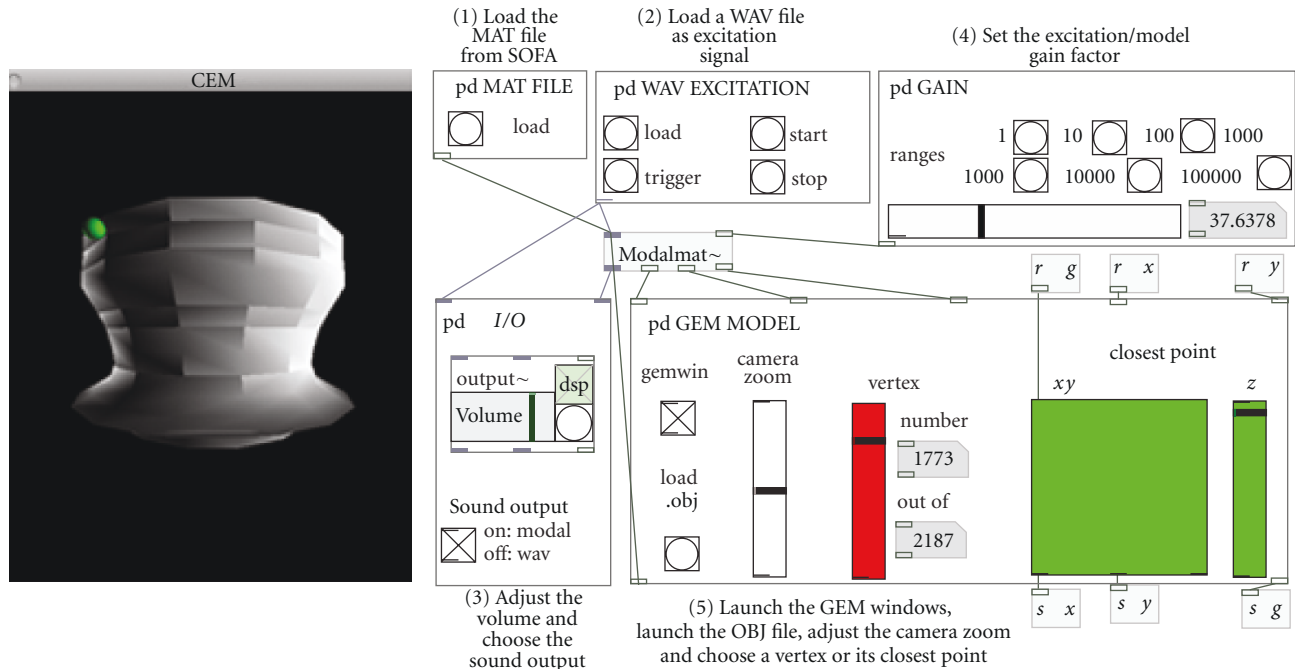 (1) Load the
MAT file
from SOFA
(2) Load a WAV file
as excitation
signal
(4) Set the excitation/model
gain factor
CEM
pd MAT FILE
load
pd WAV EXCITATION
load
start
trigger
stop
pd GAIN
ranges
1
10
100
1000
1000
10000
100000
37.6378
Modalmat~
r g
r x
r y
pd I/O
output~
dsp
Volume
Sound output
on: modal
off: wav
pd GEM MODEL
gemwin
camera
zoom
load
.obj
vertex
number
1773
out of
2187
closest point
xy
z
s x
s y
s g
(3) Adjust the
volume and
choose the
sound output
(5) Launch the GEM windows,
launch the OBJ file, adjust the camera zoom
and choose a vertex or its closest point